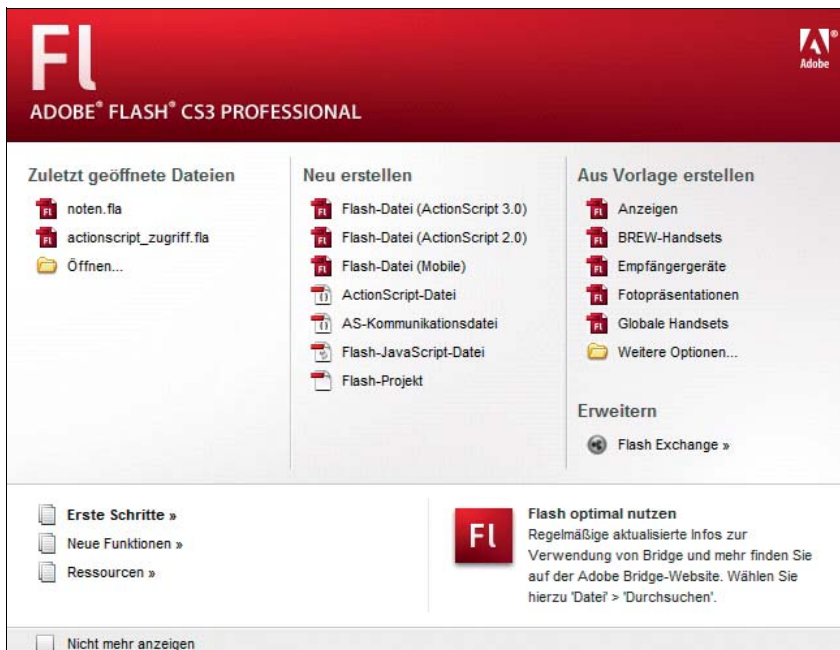 Fl
ADOBE® FLASH® CS3 PROFESSIONAL
Adobe®
Zuletzt geöffnete Dateien
noten.fla
actionscript_zugriff.fla
Öffnen...
Neu erstellen
Flash-Datei (ActionScript 3.0)
Flash-Datei (ActionScript 2.0)
Flash-Datei (Mobile)
ActionScript-Datei
AS-Kommunikationsdatei
Flash-JavaScript-Datei
Flash-Projekt
Aus Vorlage erstellen
Anzeigen
BREW-Handsets
Empfängergeräte
Fotopräsentationen
Globale Handsets
Weitere Optionen...
Erweitern
Flash Exchange »
Erste Schritte »
Neue Funktionen »
Ressourcen »
Fl
Flash optimal nutzen
Regelmäßige aktualisierte Infos zur
Verwendung von Bridge und mehr finden Sie
auf der Adobe Bridge-Website. Wählen Sie
hierzu 'Datei' > 'Durchsuchen'.
Nicht mehr anzeigen